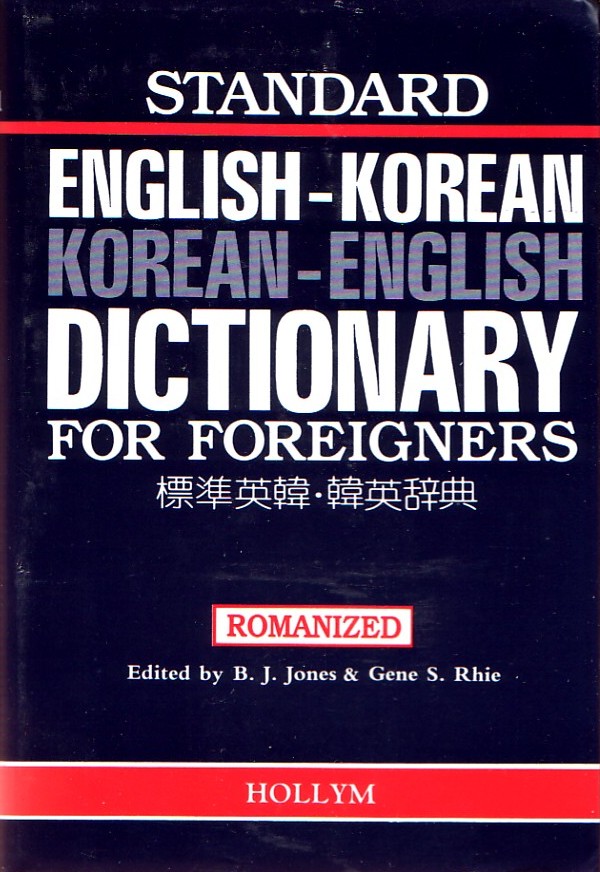 STANDARD
ENGLISH-KOREAN
KOREAN-ENGLISH
DICTIONARY
FOR FOREIGNERS
標準英韓·韓英辞典
ROMANIZED
Edited by B. J. Jones & Gene S. Rhie
HOLLYM